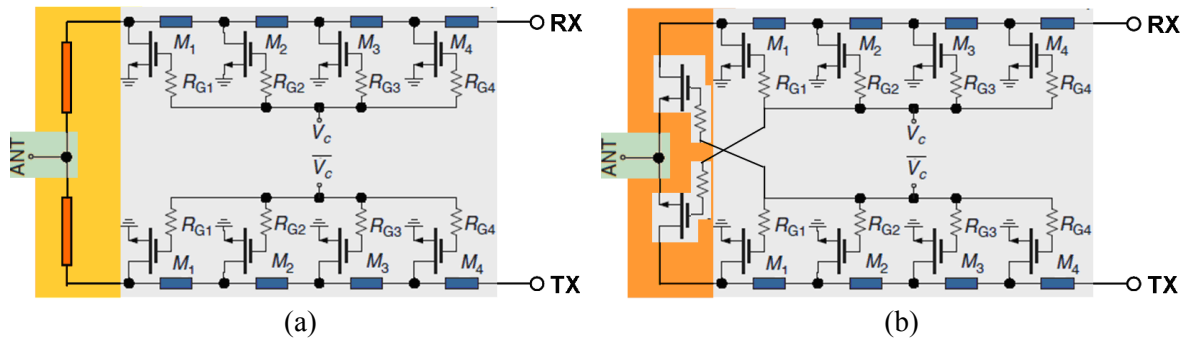 RX
M1 M2 M3 M4
RG1 RG2 RG3 RG4
Vc
ANT
Vc
RG1 RG2 RG3 RG4
M1 M2 M3 M4
TX
(a)
RX
M1 M2 M3 M4
RG1 RG2 RG3 RG4
Vc
ANT
Vc
RG1 RG2 RG3 RG4
M1 M2 M3 M4
TX
(b)